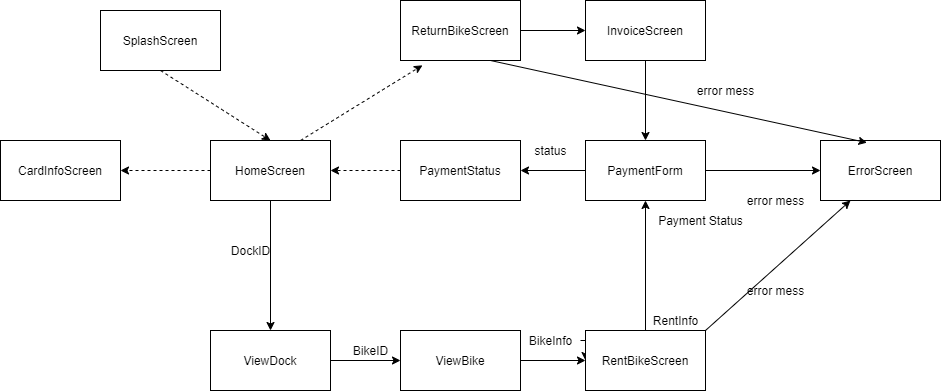 ReturnBikeScreen
InvoiceScreen
SplashScreen
error mess
status
CardInfoScreen
HomeScreen
PaymentStatus
PaymentForm
ErrorScreen
error mess
Payment Status
DockID
error mess
RentInfo
BikeInfo
BikeID
ViewDock
ViewBike
RentBikeScreen